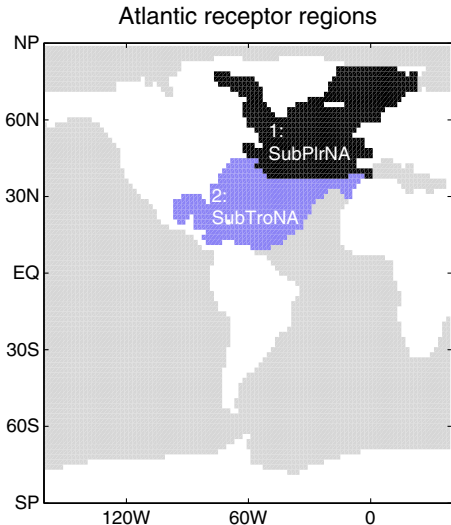 Atlantic receptor regions
NP
60N
1:
SubPlrNA
30N
2:
SubTroNA
EQ
30S
60S
SP
120W 60W 0